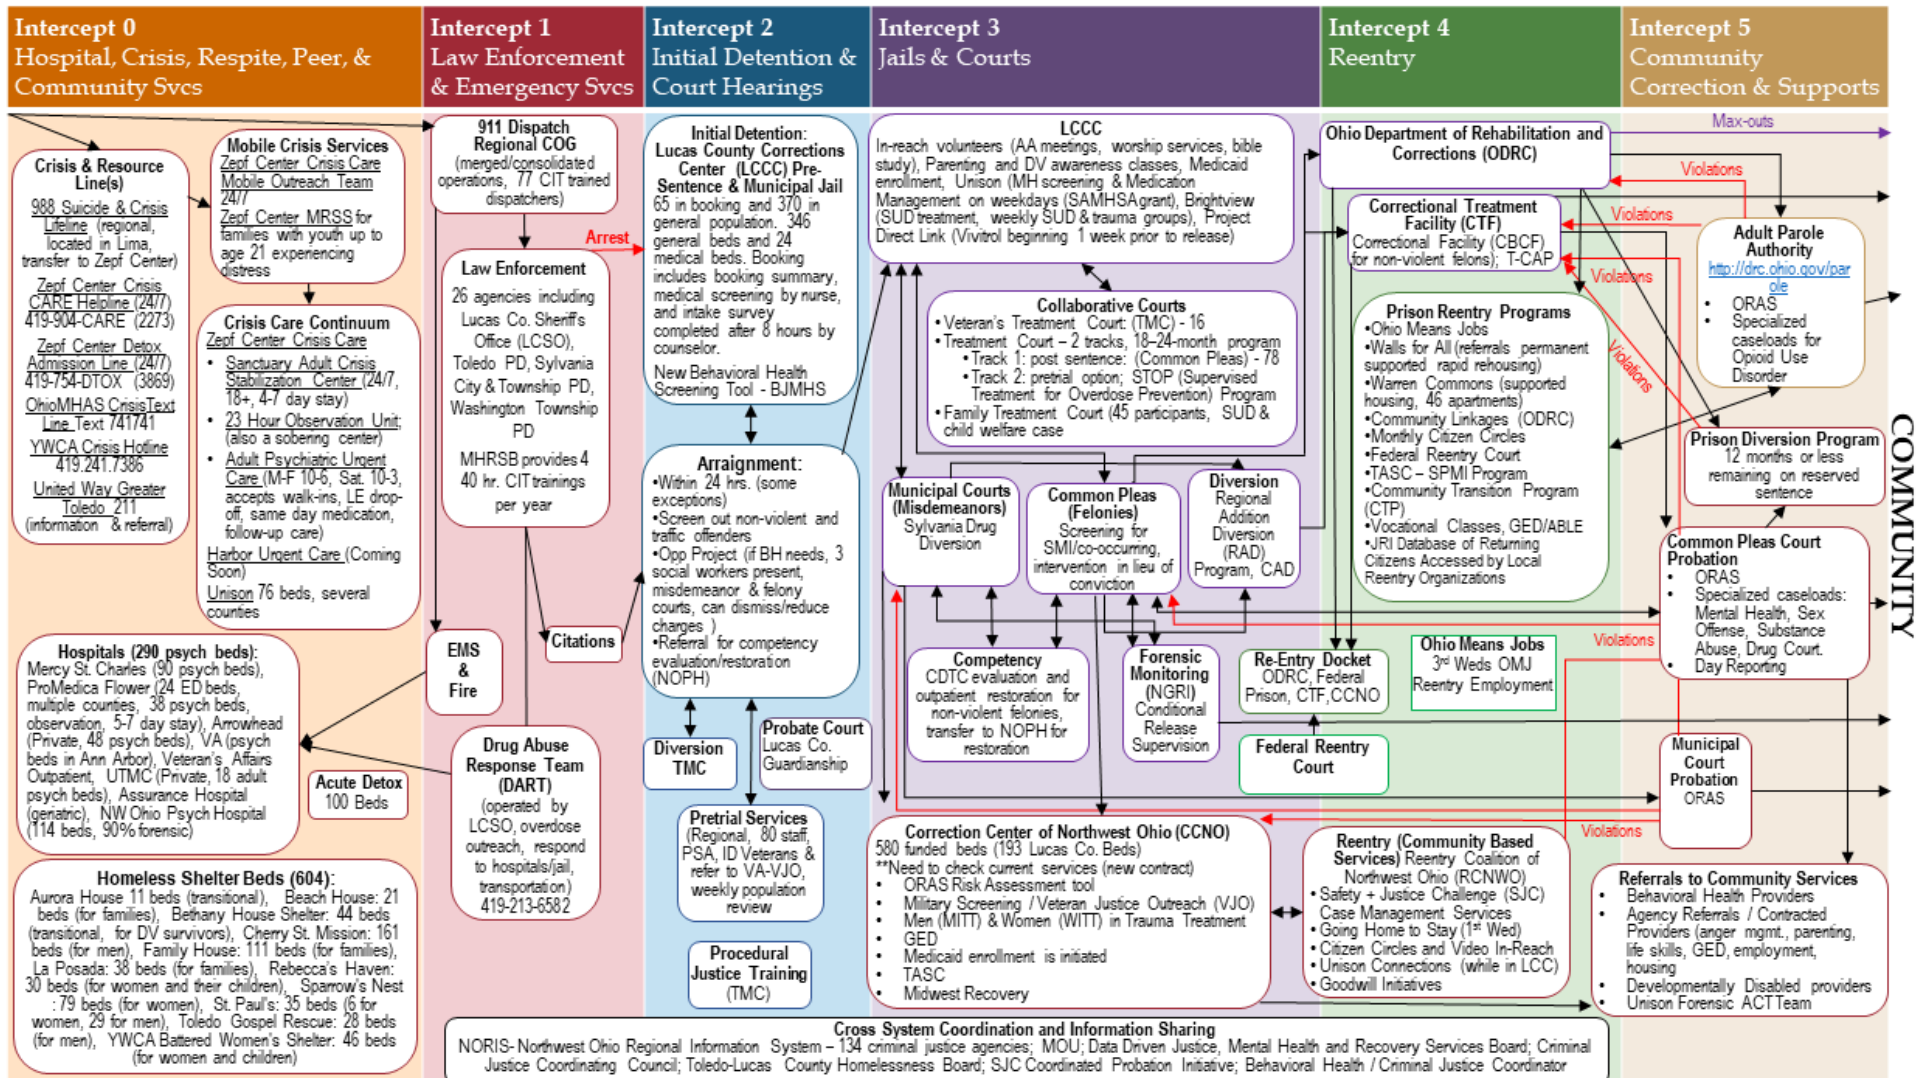 Intercept 0
Hospital, Crisis, Respite, Peer, &
Community Svcs
Intercept 1
Law Enforcement
& Emergency Svcs
Intercept 2
Initial Detention &
Court Hearings
Intercept 3
Jails & Courts
Intercept 4
Reentry
Intercept 5
Community
Correction & Supports
Crisis & Resource
Line(s)
988 Suicide & Crisis
Lifeline (regional,
located in Lima,
transfer to Zepf Center)
Zepf Center Crisis
CARE Helpline (24/7)
419-904-CARE (2273)
Zepf Center Detox
Admission Line (24/7)
419-754-DTOX (3869)
OhioMHAS CrisisText
Line Text 741741
YWCA Crisis Hotline
419.241.7386
United Way Greater
Toledo 211
(information & referral)
Mobile Crisis Services
Zepf Center Crisis Care
Mobile Outreach Team
24/7
Zepf Center MRSS for
families with youth up to
age 21 experiencing
distress
Crisis Care Continuum
Zepf Center Crisis Care
• Sanctuary Adult Crisis
Stabilization Center (24/7,
18+, 4-7 day stay)
• 23 Hour Observation Unit;
(also a sobering center)
• Adult Psychiatric Urgent
Care (M-F 10-6, Sat. 10-3,
accepts walk-ins, LE drop-
off, same day medication,
follow-up care)
Harbor Urgent Care (Coming
Soon)
Unison 76 beds, several
counties
Hospitals (290 psych beds):
Mercy St. Charles (90 psych beds),
ProMedica Flower (24 ED beds,
multiple counties, 38 psych beds,
observation, 5-7 day stay), Arrowhead
(Private, 48 psych beds), VA (psych
beds in Ann Arbor), Veteran's Affairs
Outpatient, UTMC (Private, 18 adult
psych beds), Assurance Hospital
(geriatric), NW Ohio Psych Hospital
(114 beds, 90% forensic)
Acute Detox
100 Beds
Homeless Shelter Beds (604):
Aurora House 11 beds (transitional), Beach House: 21
beds (for families), Bethany House Shelter: 44 beds
(transitional, for DV survivors), Cherry St. Mission: 161
beds (for men), Family House: 111 beds (for families),
La Posada: 38 beds (for families), Rebecca's Haven:
30 beds (for women and their children), Sparrow's Nest
: 79 beds (for women), St. Paul's: 35 beds (6 for
women, 29 for men), Toledo Gospel Rescue: 28 beds
(for men), YWCA Battered Women's Shelter: 46 beds
(for women and children)
911 Dispatch
Regional COG
(merged/consolidated
operations, 77 CIT trained
dispatchers)
Arrest
Law Enforcement
26 agencies including
Lucas Co. Sheriff's
Office (LCSO),
Toledo PD, Sylvania
City & Township PD,
Washington Township
PD
MHRSB provides 4
40 hr. CIT trainings
per year
EMS
&
Fire
Citations
Drug Abuse
Response Team
(DART)
(operated by
LCSO, overdose
outreach, respond
to hospitals/jail,
transportation)
419-213-6582
Initial Detention:
Lucas County Corrections
Center (LCCC) Pre-
Sentence & Municipal Jail
65 in booking and 370 in
general population. 346
general beds and 24
medical beds. Booking
includes booking summary,
medical screening by nurse,
and intake survey
completed after 8 hours by
counselor.
New Behavioral Health
Screening Tool - BJMHS
Arraignment:
•Within 24 hrs. (some
exceptions)
•Screen out non-violent and
traffic offenders
•Opp Project (if BH needs, 3
social workers present,
misdemeanor & felony
courts, can dismiss/reduce
charges )
•Referral for competency
evaluation/restoration
(NOPH)
Diversion
TMC
Probate Court
Lucas Co.
Guardianship
Pretrial Services
(Regional, 80 staff,
PSA, ID Veterans &
refer to VA-VJO,
weekly population
review
Procedural
Justice Training
(TMC)
LCCC
In-reach volunteers (AA meetings, worship services, bible
study), Parenting and DV awareness classes, Medicaid
enrollment, Unison (MH screening & Medication
Management on weekdays (SAMHSA grant), Brightview
(SUD treatment, weekly SUD & trauma groups), Project
Direct Link (Vivitrol beginning 1 week prior to release)
Collaborative Courts
• Veteran's Treatment Court: (TMC) - 16
• Treatment Court – 2 tracks, 18–24-month program
• Track 1: post sentence: (Common Pleas) - 78
• Track 2: pretrial option; STOP (Supervised
Treatment for Overdose Prevention) Program
• Family Treatment Court (45 participants, SUD &
child welfare case
Municipal Courts
(Misdemeanors)
Sylvania Drug
Diversion
Common Pleas
(Felonies)
Screening for
SMI/co-occurring,
intervention in lieu of
conviction
Diversion
Regional
Addition
Diversion
(RAD)
Program, CAD
Competency
CDTC evaluation and
outpatient restoration for
non-violent felonies,
transfer to NOPH for
restoration
Forensic
Monitoring
(NGRI)
Conditional
Release
Supervision
Correction Center of Northwest Ohio (CCNO)
580 funded beds (193 Lucas Co. Beds)
**Need to check current services (new contract)
• ORAS Risk Assessment tool
• Military Screening / Veteran Justice Outreach (VJO)
• Men (MITT) & Women (WITT) in Trauma Treatment
• GED
• Medicaid enrollment is initiated
• TASC
• Midwest Recovery
Ohio Department of Rehabilitation and
Corrections (ODRC)
Correctional Treatment
Facility (CTF)
Correctional Facility (CBCF)
for non-violent felons); T-CAP
Prison Reentry Programs
•Ohio Means Jobs
•Walls for All (referrals permanent
supported rapid rehousing)
•Warren Commons (supported
housing, 46 apartments)
•Community Linkages (ODRC)
•Monthly Citizen Circles
•Federal Reentry Court
•TASC – SPMI Program
•Community Transition Program
(CTP)
•Vocational Classes, GED/ABLE
•JRI Database of Returning
Citizens Accessed by Local
Reentry Organizations
Re-Entry Docket
ODRC, Federal
Prison, CTF,CCNO
Ohio Means Jobs
3rd Weds OMJ
Reentry Employment
Federal Reentry
Court
Reentry (Community Based
Services) Reentry Coalition of
Northwest Ohio (RCNWO)
• Safety + Justice Challenge (SJC)
Case Management Services
• Going Home to Stay (1st Wed)
• Citizen Circles and Video In-Reach
• Unison Connections (while in LCC)
• Goodwill Initiatives
Max-outs
Violations
Violations
Violations
Violations
Violations
Violations
Adult Parole
Authority
http://drc.ohio.gov/par
ole
• ORAS
• Specialized
caseloads for
Opioid Use
Disorder
Prison Diversion Program
12 months or less
remaining on reserved
sentence
Common Pleas Court
Probation
• ORAS
• Specialized caseloads:
Mental Health, Sex
Offense, Substance
Abuse, Drug Court.
• Day Reporting
Municipal
Court
Probation
ORAS
Referrals to Community Services
• Behavioral Health Providers
• Agency Referrals / Contracted
Providers (anger mgmt., parenting,
life skills, GED, employment,
housing
• Developmentally Disabled providers
• Unison Forensic ACT Team
COMMUNITY
Cross System Coordination and Information Sharing
NORIS- Northwest Ohio Regional Information System – 134 criminal justice agencies; MOU; Data Driven Justice, Mental Health and Recovery Services Board; Criminal
Justice Coordinating Council; Toledo-Lucas County Homelessness Board; SJC Coordinated Probation Initiative; Behavioral Health / Criminal Justice Coordinator